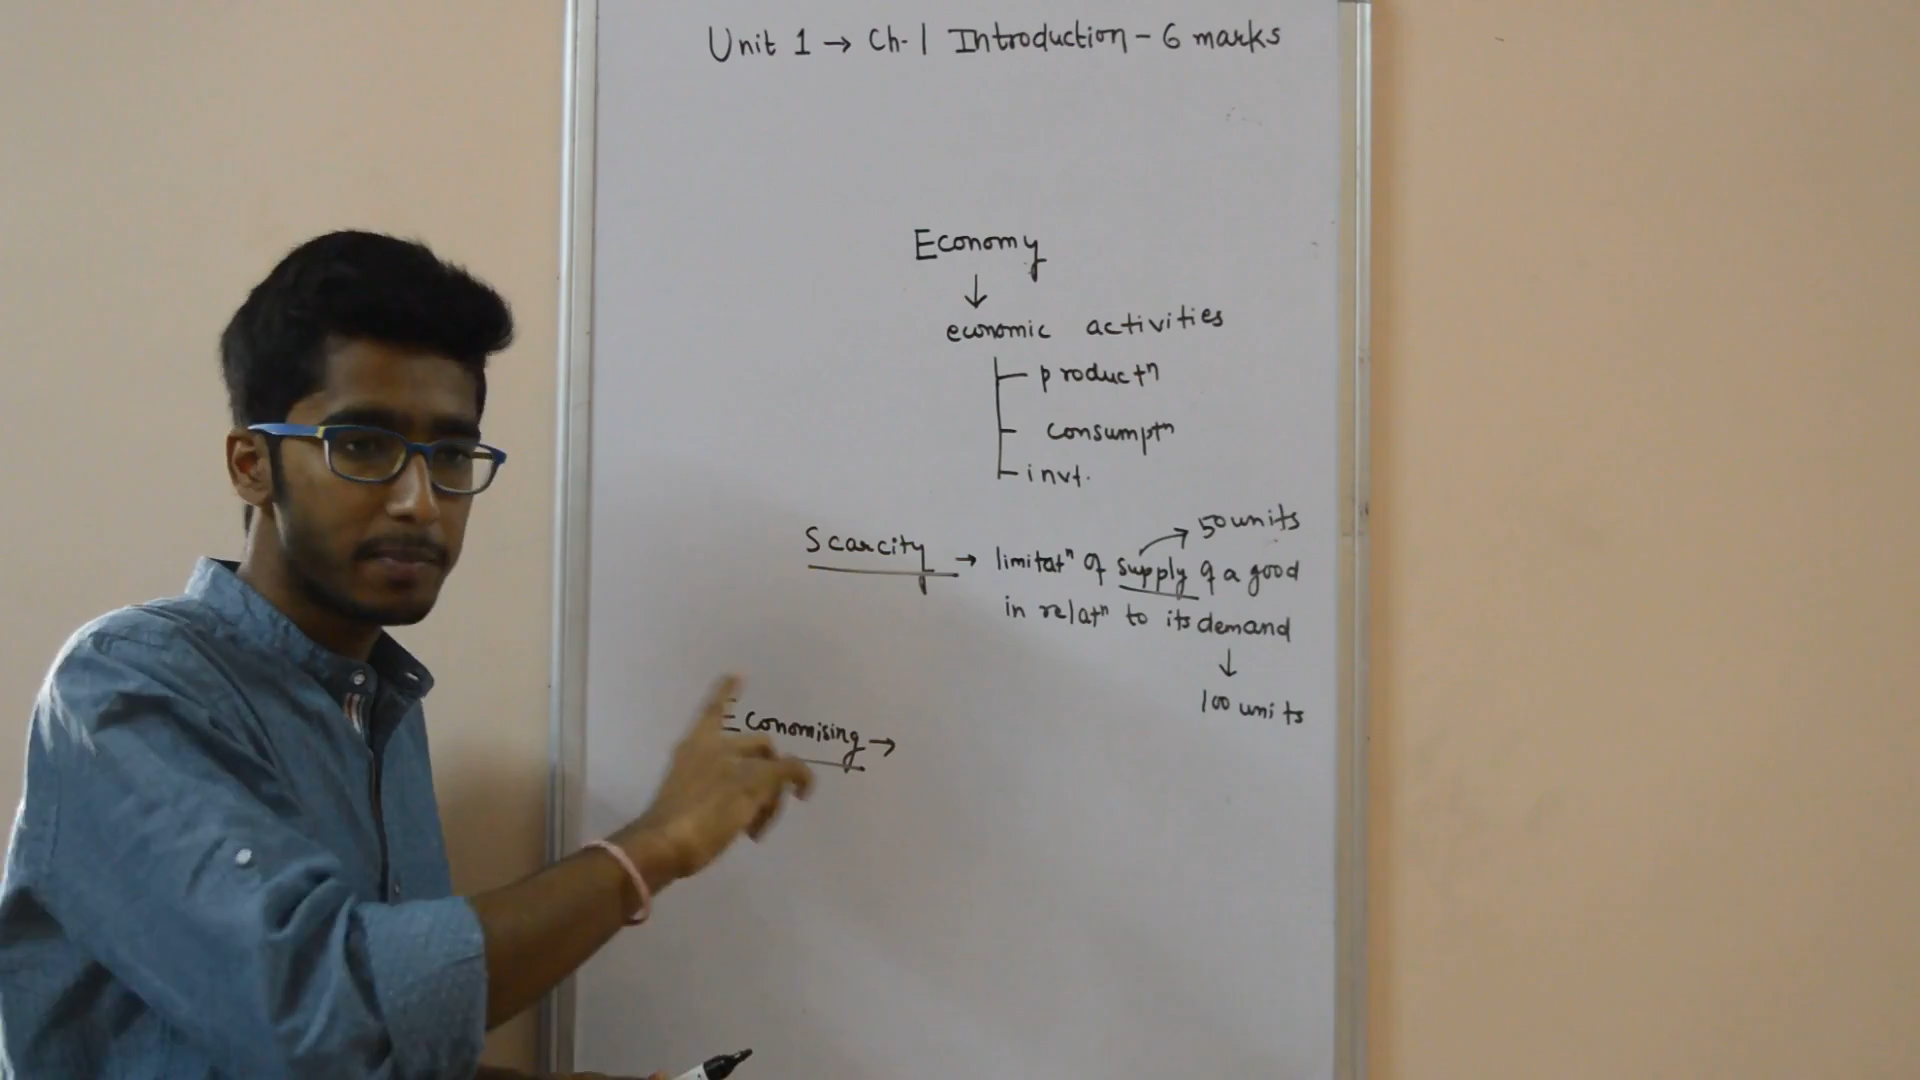 Unit 1 → Ch-1 Introduction - 6 marks
Economy
↓
economic activities
productⁿ
consumptⁿ
invt.
50 units
Scarcity → limitatⁿ of supply of a good
in relatⁿ to its demand
↓
100 units
Economising →